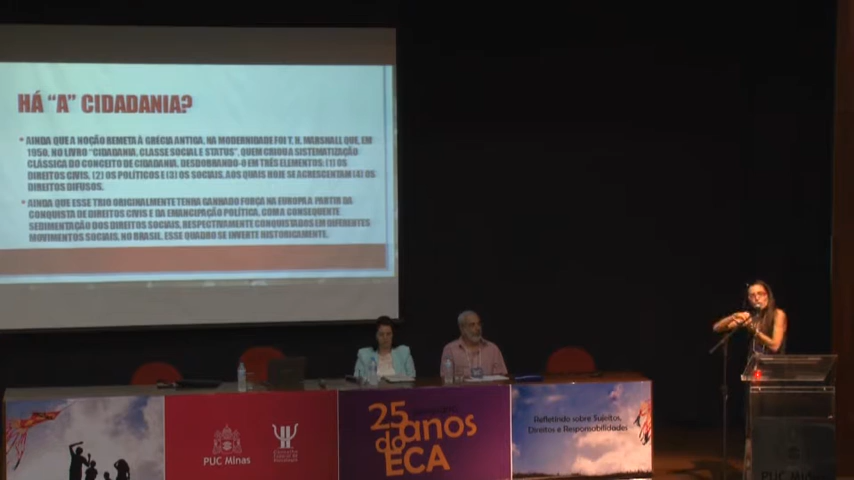 HÁ "A" CIDADANIA?
• AINDA QUE A NOÇÃO REMETA À GRÉCIA ANTIGA, NA MODERNIDADE FOI T. H. MARSHALL QUE, EM
1950, NO LIVRO "CIDADANIA, CLASSE SOCIAL E STATUS", QUEM CRIOU A SISTEMATIZAÇÃO
CLÁSSICA DO CONCEITO DE CIDADANIA, DESDOBRANDO-O EM TRÊS ELEMENTOS: (1) OS
DIREITOS CIVIS, (2) OS POLÍTICOS E (3) OS SOCIAIS, AOS QUAIS HOJE SE ACRESCENTAM (4) OS
DIREITOS DIFUSOS.
• AINDA QUE ESSE TRIO ORIGINALMENTE TENHA GANHADO FORÇA NA EUROPA A PARTIR DA
CONQUISTA DE DIREITOS CIVIS E DA EMANCIPAÇÃO POLÍTICA, COM A CONSEQUENTE
SEDIMENTAÇÃO DOS DIREITOS SOCIAIS, RESPECTIVAMENTE CONQUISTADOS EM DIFERENTES
MOVIMENTOS SOCIAIS, NO BRASIL, ESSE QUADRO SE INVERTE HISTORICAMENTE.
PUC Minas
25 anos
do ECA
Refletindo sobre Sujeitos,
Direitos e Responsabilidades
PUC Minas